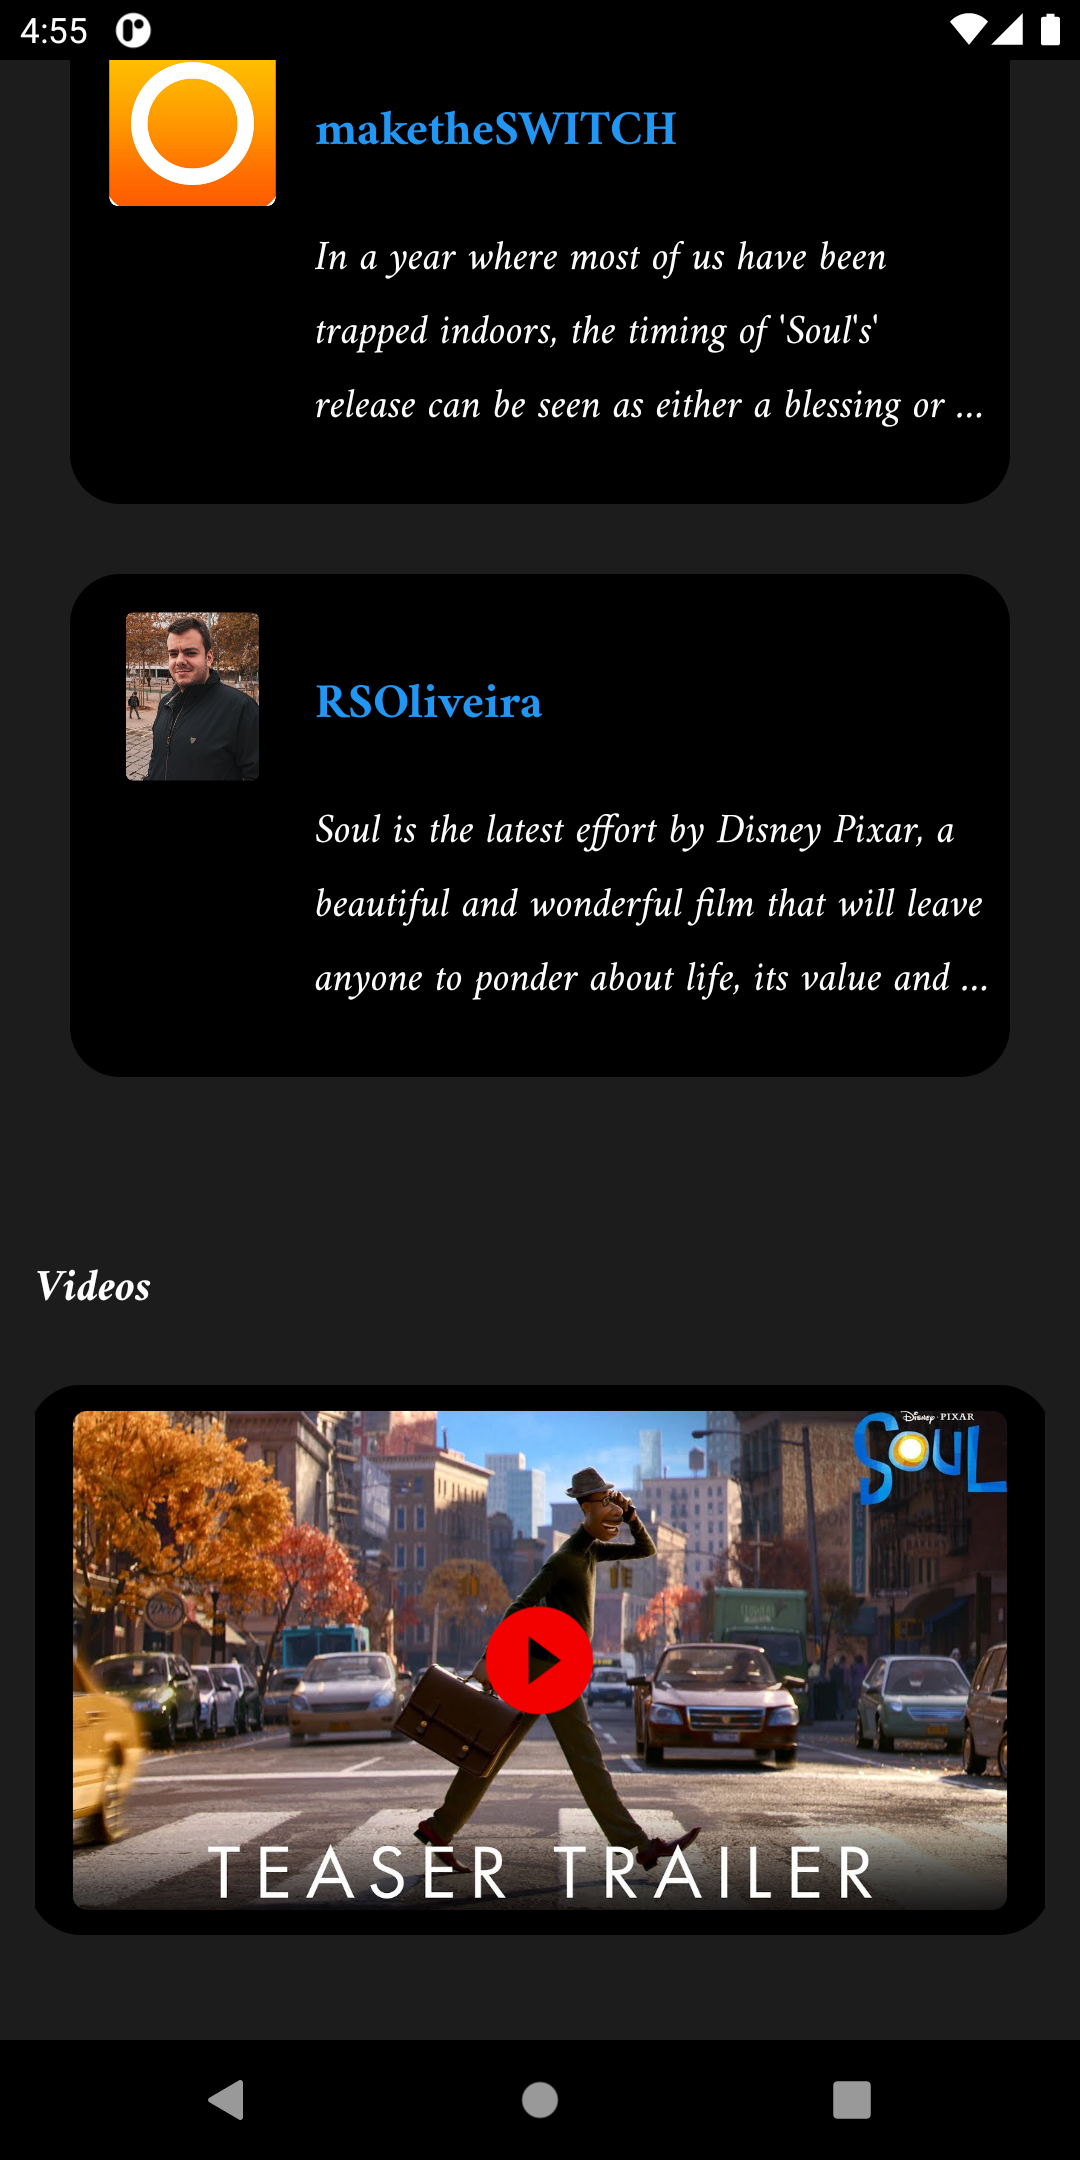 4:55
maketheSWITCH
In a year where most of us have been
trapped indoors, the timing of 'Soul's'
release can be seen as either a blessing or ...
RSOliveira
Soul is the latest effort by Disney Pixar, a
beautiful and wonderful film that will leave
anyone to ponder about life, its value and ...
Videos
Disney · PIXAR
SOUL
TEASER TRAILER